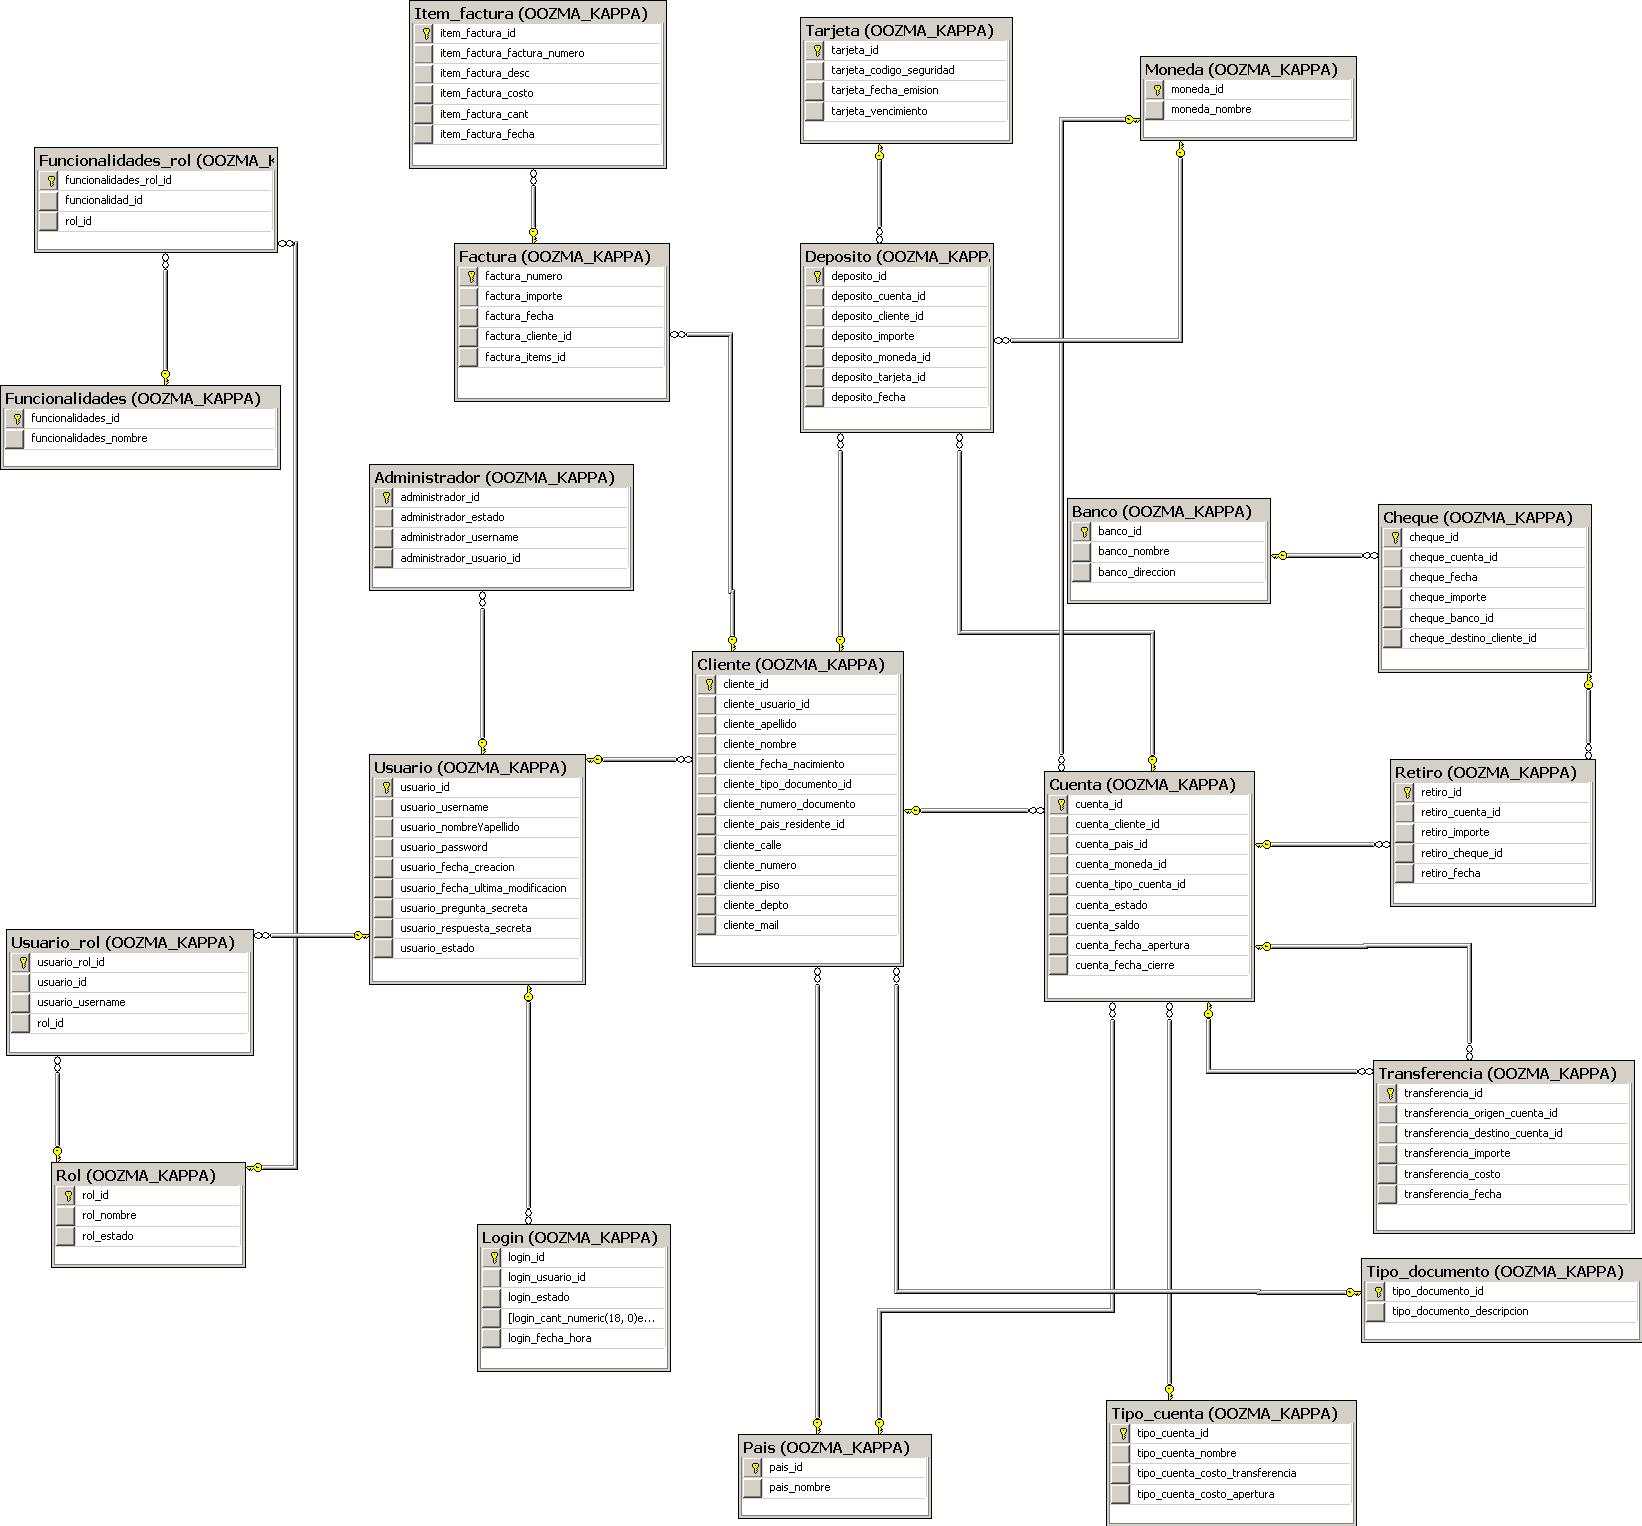 Item_factura (OOZMA_KAPPA)
item_factura_id
item_factura_factura_numero
item_factura_desc
item_factura_costo
item_factura_cant
item_factura_fecha
Tarjeta (OOZMA_KAPPA)
tarjeta_id
tarjeta_codigo_seguridad
tarjeta_fecha_emision
tarjeta_vencimiento
Moneda (OOZMA_KAPPA)
moneda_id
moneda_nombre
Funcionalidades_rol (OOZMA_K
funcionalidades_rol_id
funcionalidad_id
rol_id
Factura (OOZMA_KAPPA)
factura_numero
factura_importe
factura_fecha
factura_cliente_id
factura_items_id
Deposito (OOZMA_KAPP
deposito_id
deposito_cuenta_id
deposito_cliente_id
deposito_importe
deposito_moneda_id
deposito_tarjeta_id
deposito_fecha
Funcionalidades (OOZMA_KAPPA)
funcionalidades_id
funcionalidades_nombre
Administrador (OOZMA_KAPPA)
administrador_id
administrador_estado
administrador_username
administrador_usuario_id
Banco (OOZMA_KAPPA)
banco_id
banco_nombre
banco_direccion
Cheque (OOZMA_KAPPA)
cheque_id
cheque_cuenta_id
cheque_fecha
cheque_importe
cheque_banco_id
cheque_destino_cliente_id
Cliente (OOZMA_KAPPA)
cliente_id
cliente_usuario_id
cliente_apellido
cliente_nombre
cliente_fecha_nacimiento
cliente_tipo_documento_id
cliente_numero_documento
cliente_pais_residente_id
cliente_calle
cliente_numero
cliente_piso
cliente_depto
cliente_mail
Usuario (OOZMA_KAPPA)
usuario_id
usuario_username
usuario_nombreYapellido
usuario_password
usuario_fecha_creacion
usuario_fecha_ultima_modificacion
usuario_pregunta_secreta
usuario_respuesta_secreta
usuario_estado
Cuenta (OOZMA_KAPPA)
cuenta_id
cuenta_cliente_id
cuenta_pais_id
cuenta_moneda_id
cuenta_tipo_cuenta_id
cuenta_estado
cuenta_saldo
cuenta_fecha_apertura
cuenta_fecha_cierre
Retiro (OOZMA_KAPPA)
retiro_id
retiro_cuenta_id
retiro_importe
retiro_cheque_id
retiro_fecha
Usuario_rol (OOZMA_KAPPA)
usuario_rol_id
usuario_id
usuario_username
rol_id
Transferencia (OOZMA_KAPPA)
transferencia_id
transferencia_origen_cuenta_id
transferencia_destino_cuenta_id
transferencia_importe
transferencia_costo
transferencia_fecha
Rol (OOZMA_KAPPA)
rol_id
rol_nombre
rol_estado
Login (OOZMA_KAPPA)
login_id
login_usuario_id
login_estado
[login_cant_numeric(18, 0)e...
login_fecha_hora
Tipo_documento (OOZMA_KAPPA)
tipo_documento_id
tipo_documento_descripcion
Pais (OOZMA_KAPPA)
pais_id
pais_nombre
Tipo_cuenta (OOZMA_KAPPA)
tipo_cuenta_id
tipo_cuenta_nombre
tipo_cuenta_costo_transferencia
tipo_cuenta_costo_apertura